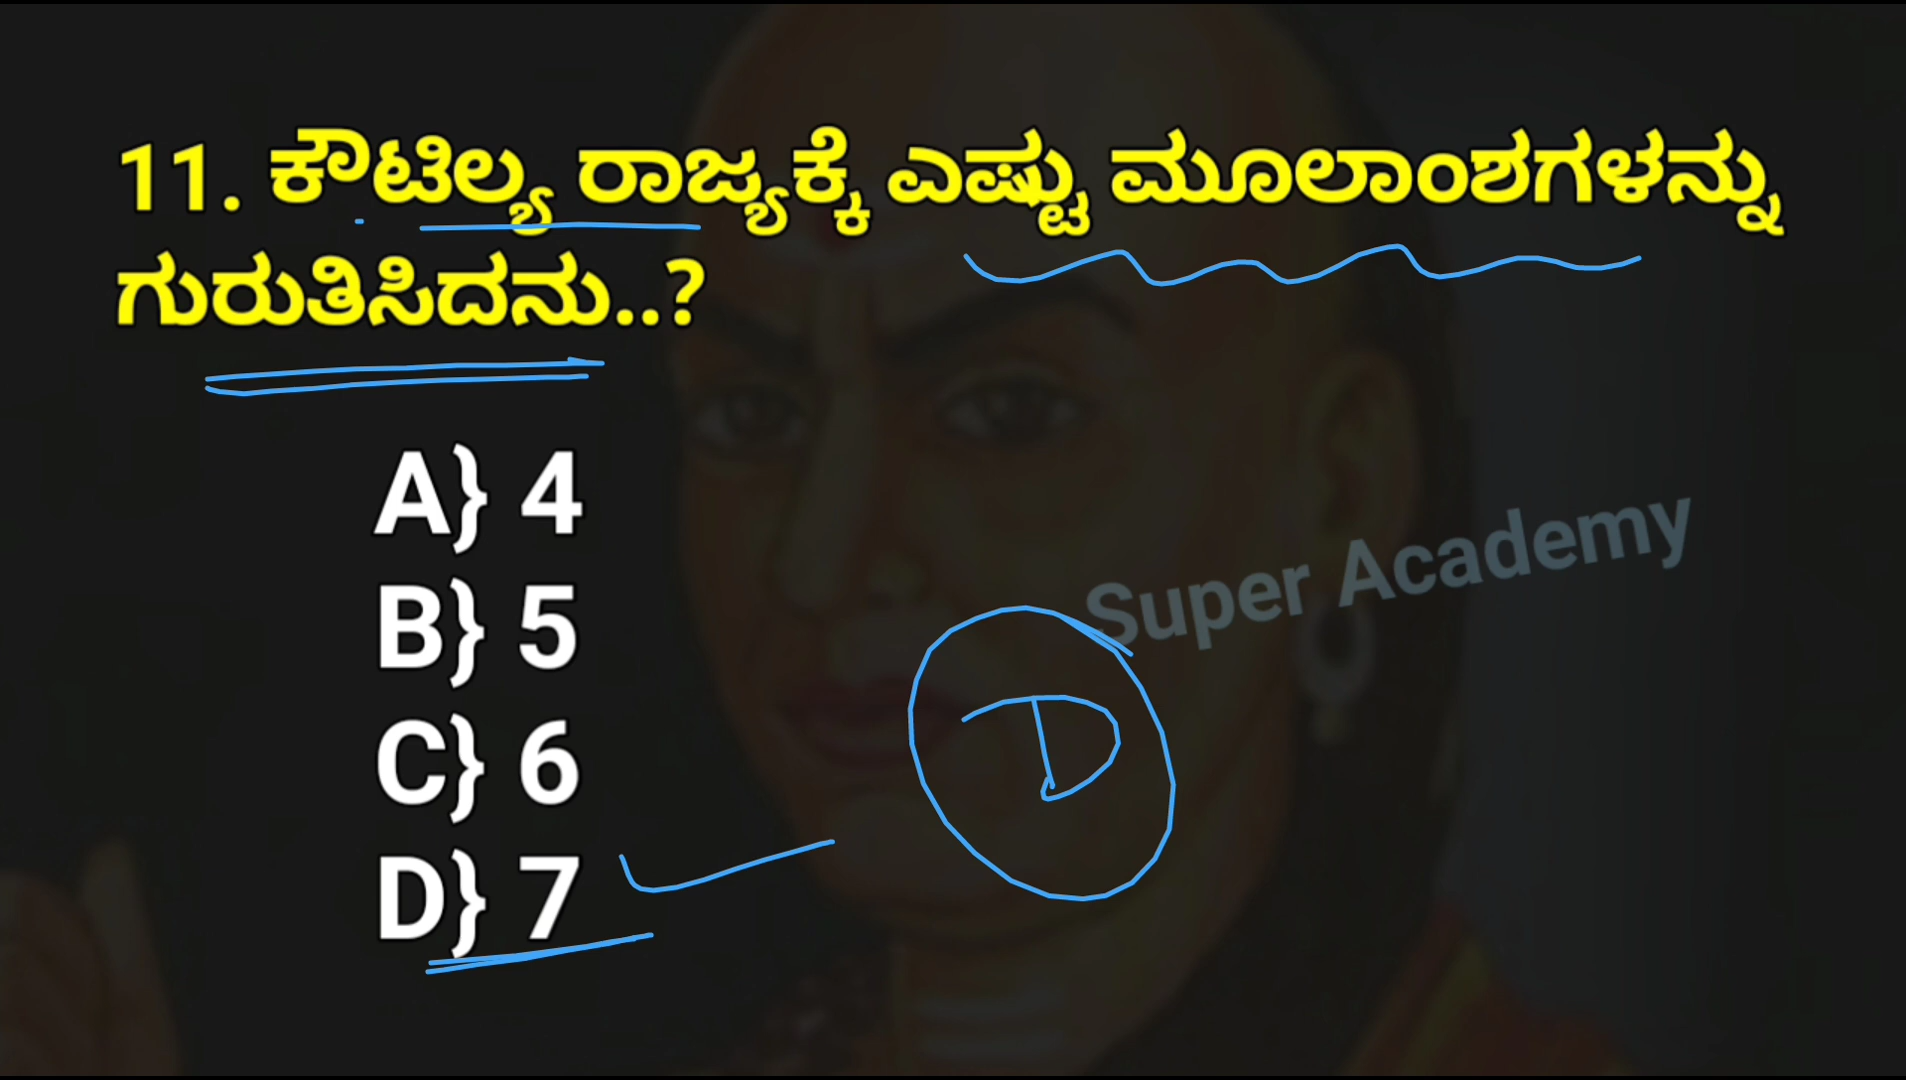 11. ಕೌಟಿಲ್ಯ ರಾಜ್ಯಕ್ಕೆ ಎಷ್ಟು ಮೂಲಾಂಶಗಳನ್ನು
ಗುರುತಿಸಿದನು..?
A} 4
B} 5
C} 6
D} 7
Super Academy
D